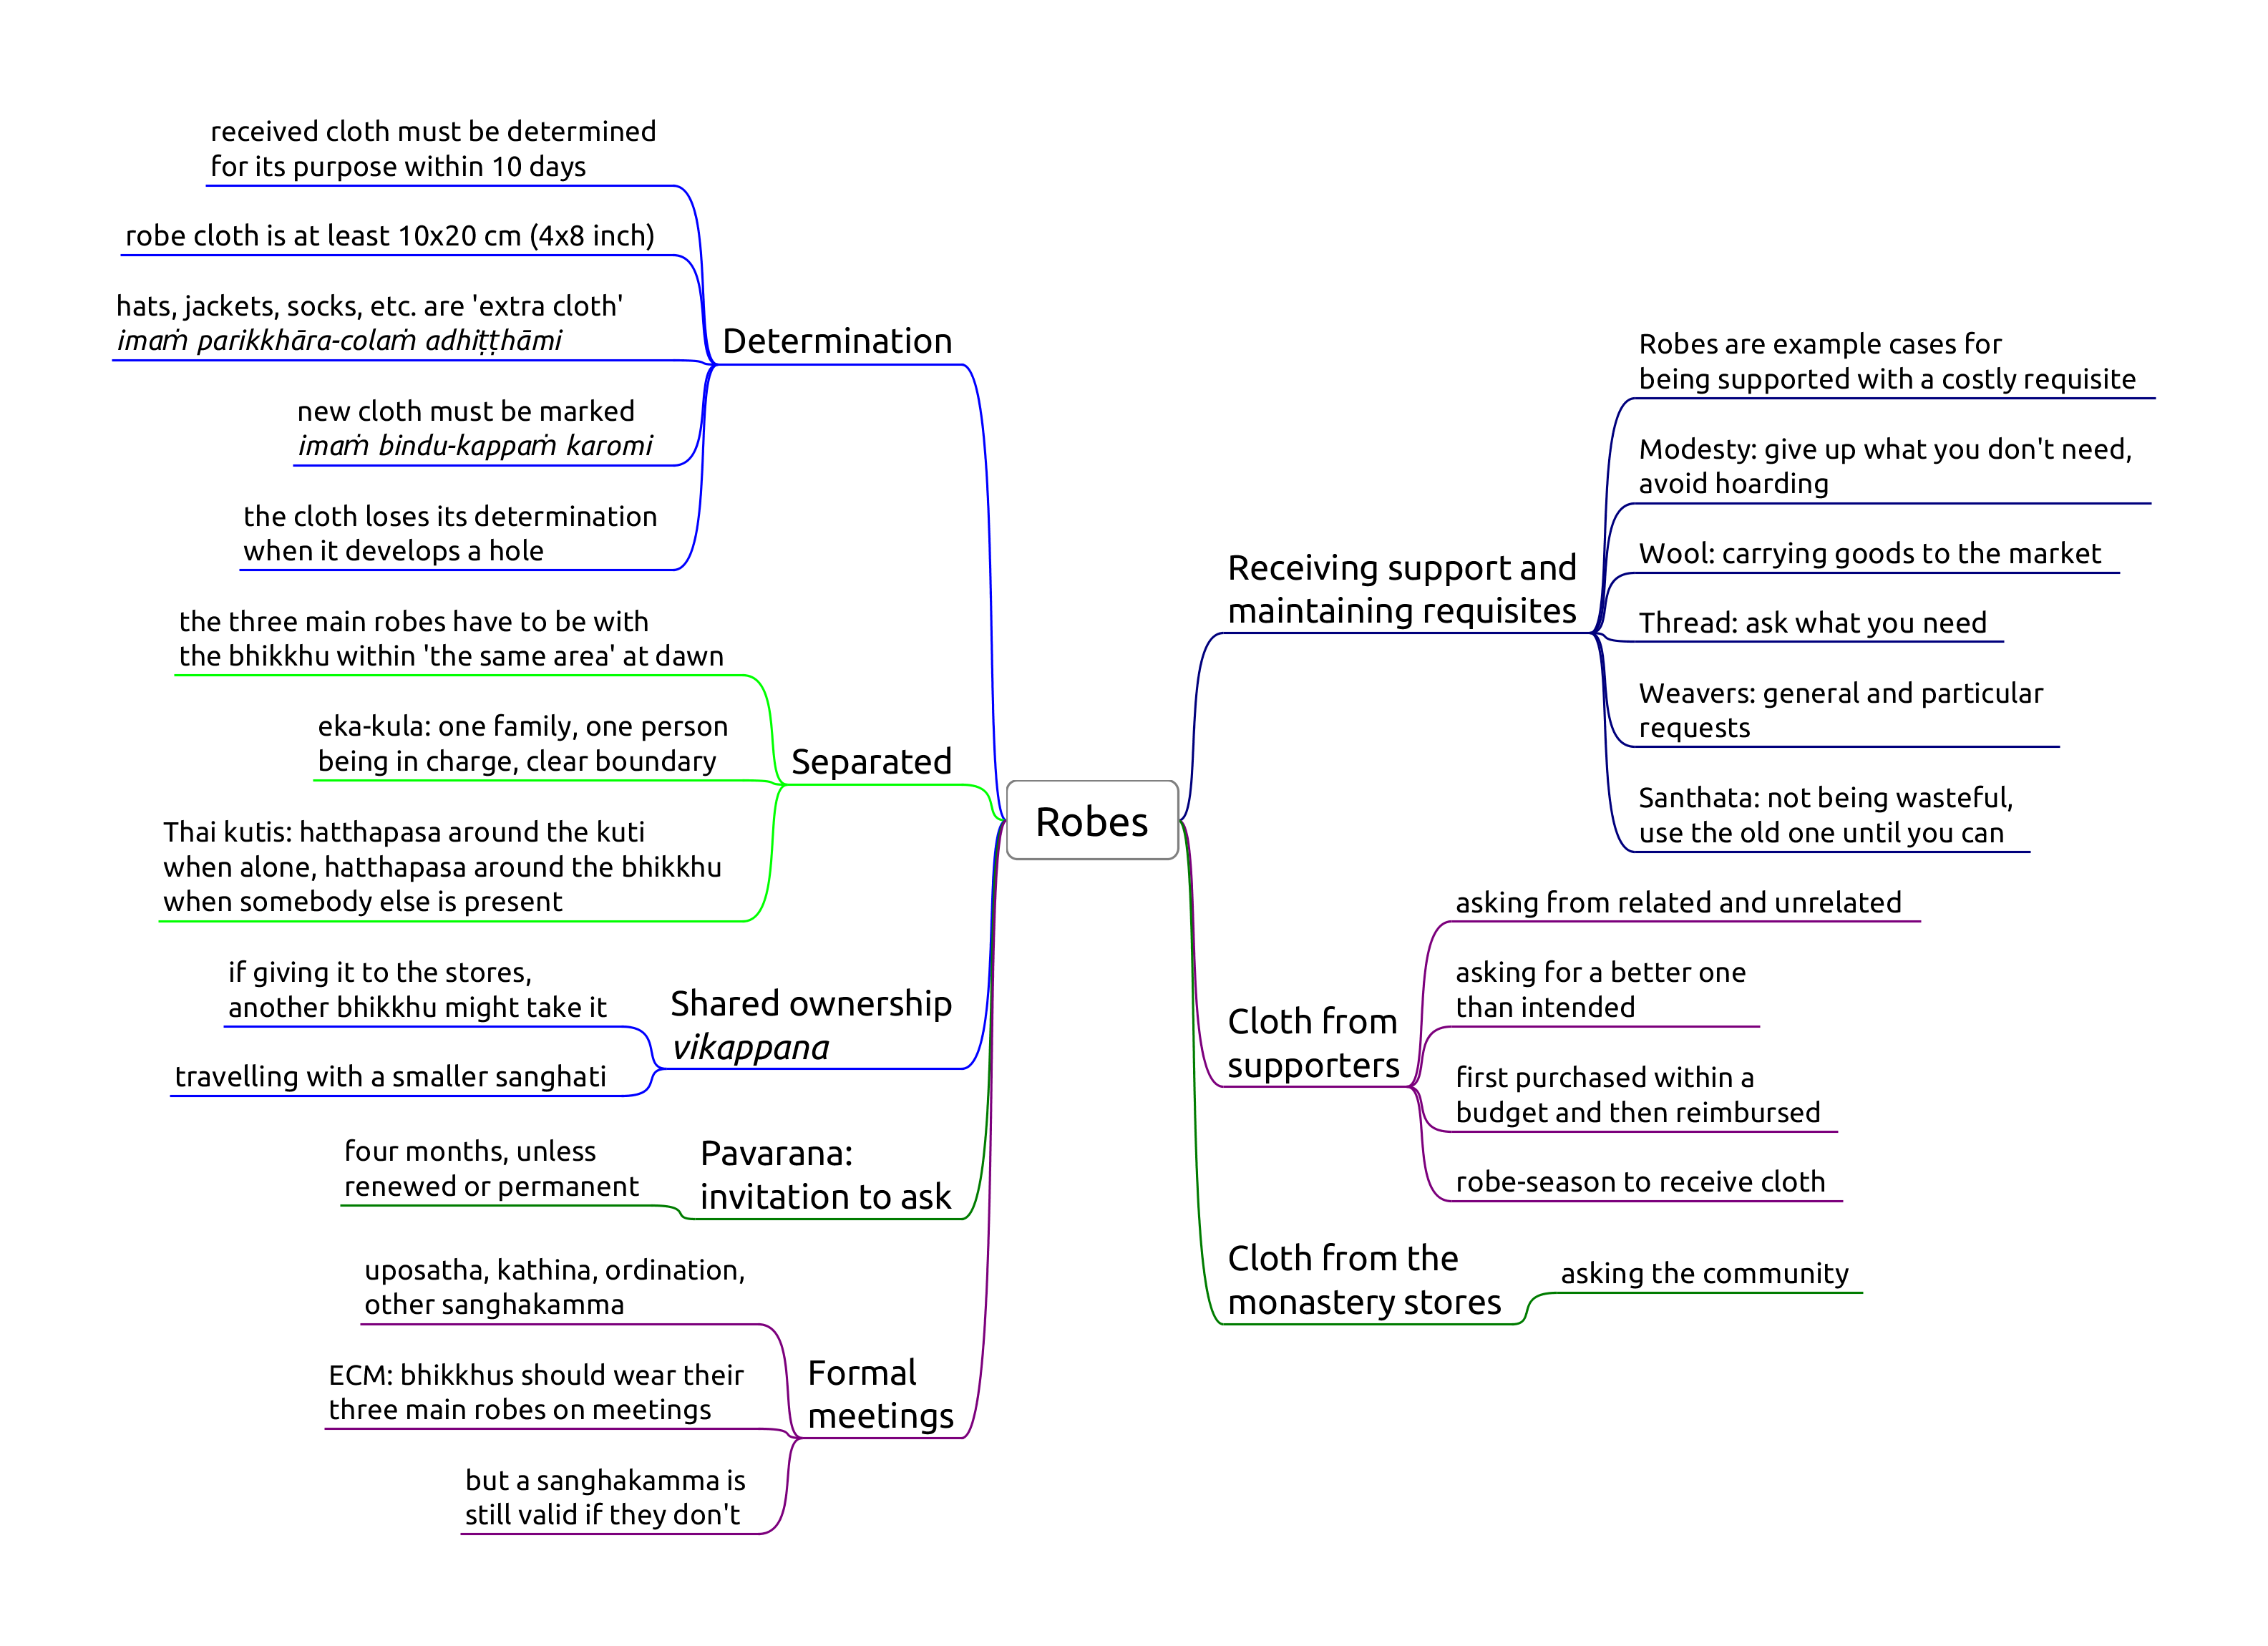 Robes
Determination
received cloth must be determined
for its purpose within 10 days
robe cloth is at least 10x20 cm (4x8 inch)
hats, jackets, socks, etc. are 'extra cloth'
imaṁ parikkhāra-colaṁ adhiṭṭhāmi
new cloth must be marked
imaṁ bindu-kappaṁ karomi
the cloth loses its determination
when it develops a hole
Separated
the three main robes have to be with
the bhikkhu within 'the same area' at dawn
eka-kula: one family, one person
being in charge, clear boundary
Thai kutis: hatthapasa around the kuti
when alone, hatthapasa around the bhikkhu
when somebody else is present
Shared ownership
vikappana
if giving it to the stores,
another bhikkhu might take it
travelling with a smaller sanghati
Pavarana:
invitation to ask
four months, unless
renewed or permanent
Formal
meetings
uposatha, kathina, ordination,
other sanghakamma
ECM: bhikkhus should wear their
three main robes on meetings
but a sanghakamma is
still valid if they don't
Receiving support and
maintaining requisites
Robes are example cases for
being supported with a costly requisite
Modesty: give up what you don't need,
avoid hoarding
Wool: carrying goods to the market
Thread: ask what you need
Weavers: general and particular
requests
Santhata: not being wasteful,
use the old one until you can
Cloth from
supporters
asking from related and unrelated
asking for a better one
than intended
first purchased within a
budget and then reimbursed
robe-season to receive cloth
Cloth from the
monastery stores
asking the community